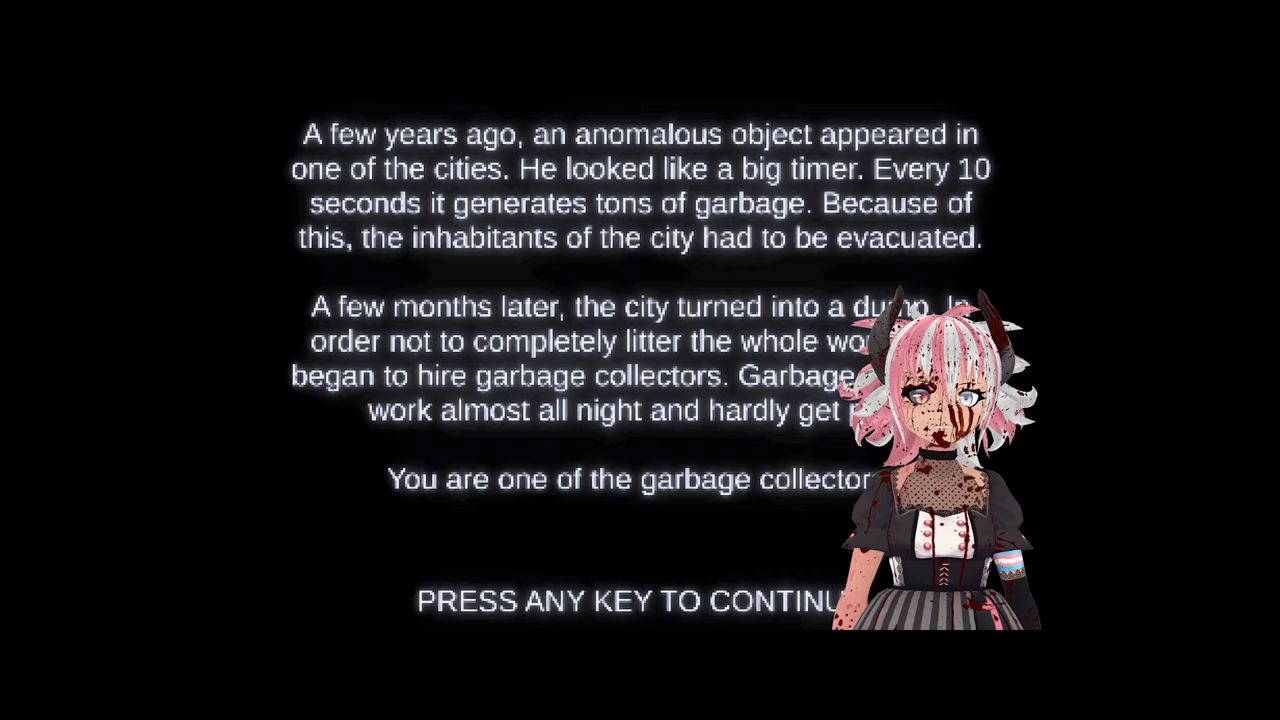 A few years ago, an anomalous object appeared in
one of the cities. He looked like a big timer. Every 10
seconds it generates tons of garbage. Because of
this, the inhabitants of the city had to be evacuated.
A few months later, the city turned into a dump. In
order not to completely litter the whole
began to hire garbage collectors. Garbage
work almost all night and hardly get
You are one of the garbage
PRESS ANY KEY TO